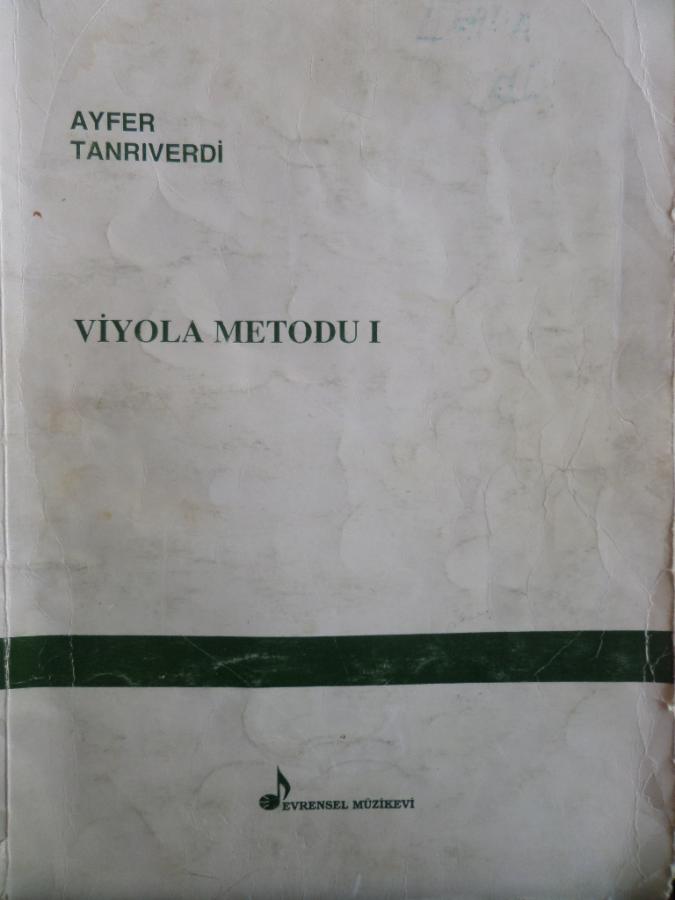 AYFER
TANRIVERDİ
VİYOLA METODU I
EVRENSEL MÜZİKEVİ